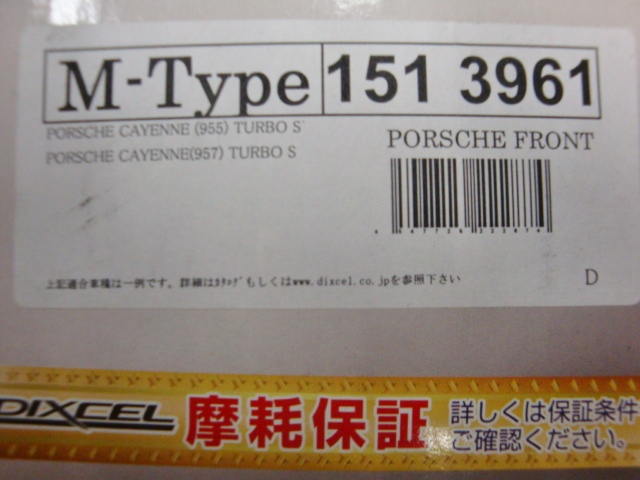 M-Type 151 3961
PORSCHE CAYENNE (955) TURBO S
PORSCHE CAYENNE(957) TURBO S
PORSCHE FRONT
上記適合車種は一例です。詳細はｶﾀﾛｸﾞもしくはwww.dixcel.co.jpを参照下さい
D
DIXCEL
摩耗保証
詳しくは保証条件
ご確認ください。